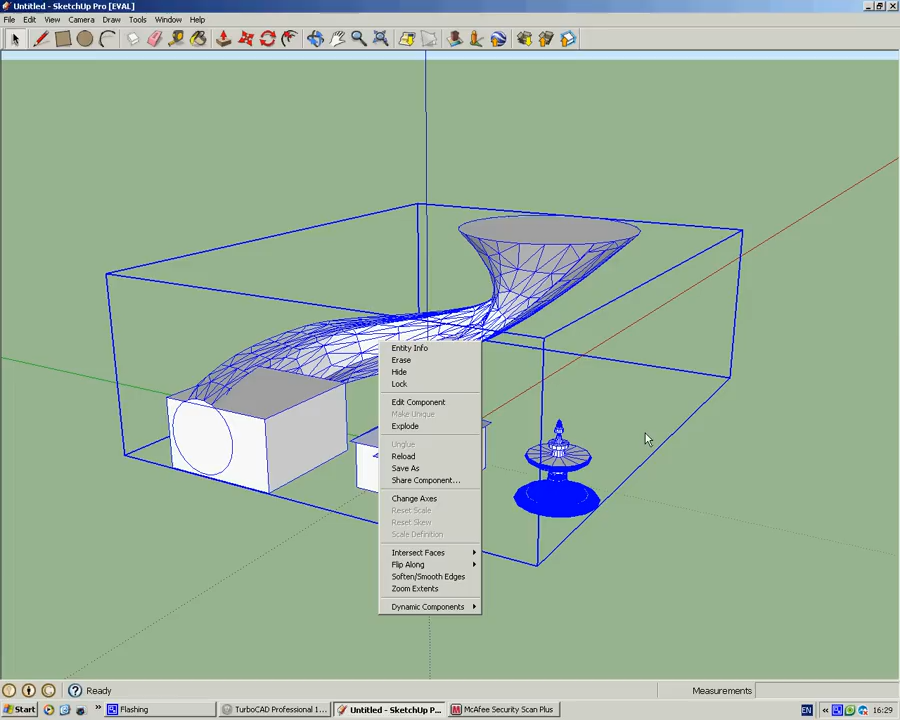 Untitled - SketchUp Pro [EVAL]
File Edit View Camera Draw Tools Window Help
Entity Info
Erase
Hide
Lock
Edit Component
Make Unique
Explode
Unglue
Reload
Save As
Share Component...
Change Axes
Reset Scale
Reset Skew
Scale Definition
Intersect Faces
Flip Along
Soften/Smooth Edges
Zoom Extents
Dynamic Components
Ready
Measurements
Start
Flashing
TurboCAD Professional 1...
Untitled - SketchUp P...
McAfee Security Scan Plus
EN
16:29